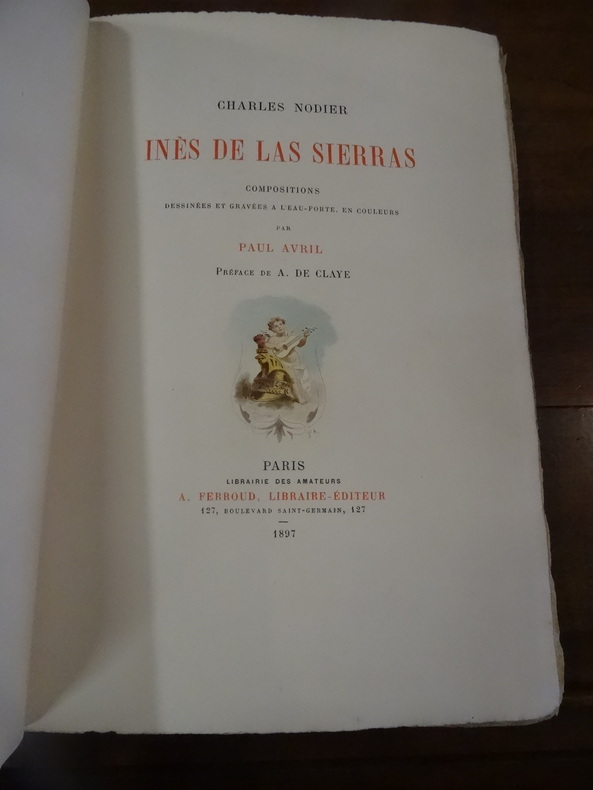 CHARLES NODIER
INÈS DE LAS SIERRAS
COMPOSITIONS
DESSINÉES ET GRAVÉES A L'EAU-FORTE, EN COULEURS
PAR
PAUL AVRIL
PRÉFACE DE A. DE CLAYE
PARIS
LIBRAIRIE DES AMATEURS
A. FERROUD, LIBRAIRE-ÉDITEUR
127, BOULEVARD SAINT-GERMAIN, 127
1897